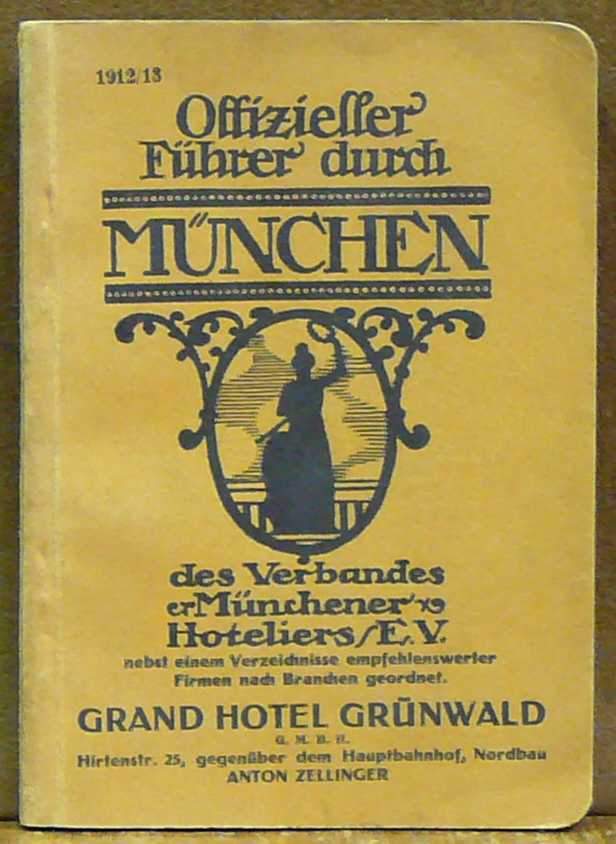 1912/13
Offizieller
Führer durch
MÜNCHEN
des Verbandes
Münchener
Hoteliers/E.V.
nebst einem Verzeichnisse empfehlenswerter
Firmen nach Branchen geordnet.
GRAND HOTEL GRÜNWALD
G. M. B. H.
Hirtenstr. 25, gegenüber dem Hauptbahnhof, Nordbau
ANTON ZELLINGER